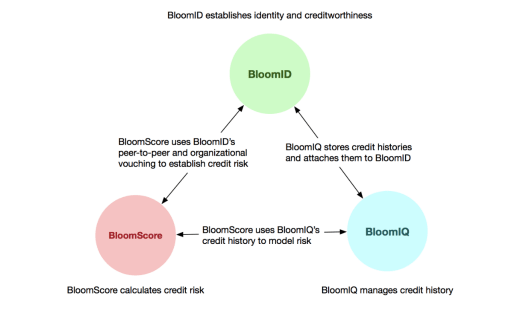 BloomID establishes identity and creditworthiness
BloomID
BloomScore uses BloomID's
peer-to-peer and organizational
vouching to establish credit risk
BloomIQ stores credit histories
and attaches them to BloomID
BloomScore
BloomScore uses BloomIQ's
credit history to model risk
BloomIQ
BloomScore calculates credit risk
BloomIQ manages credit history